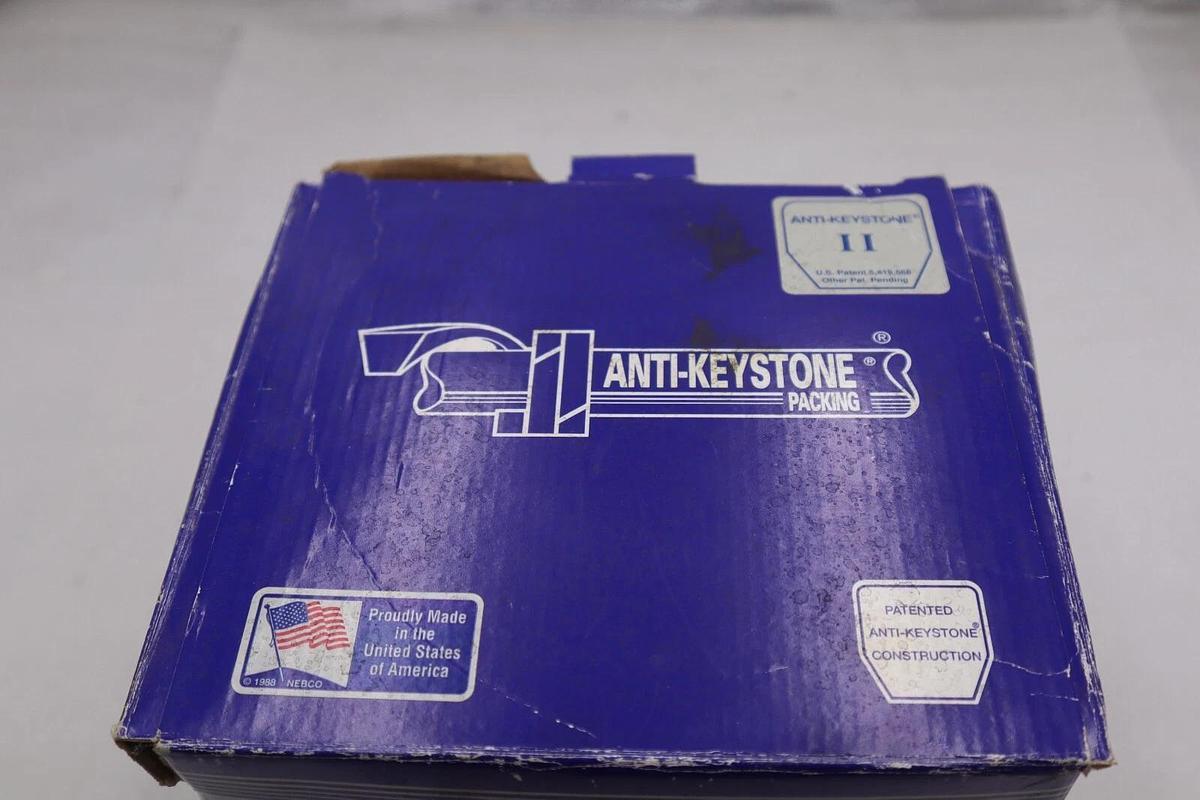 ANTI-KEYSTONE®
II
U.S. Patent 5,419,568
Other Pat. Pending
®
ANTI-KEYSTONE ®
PACKING
Proudly Made
in the
United States
of America
© 1988 NEBCO
PATENTED
ANTI-KEYSTONE®
CONSTRUCTION